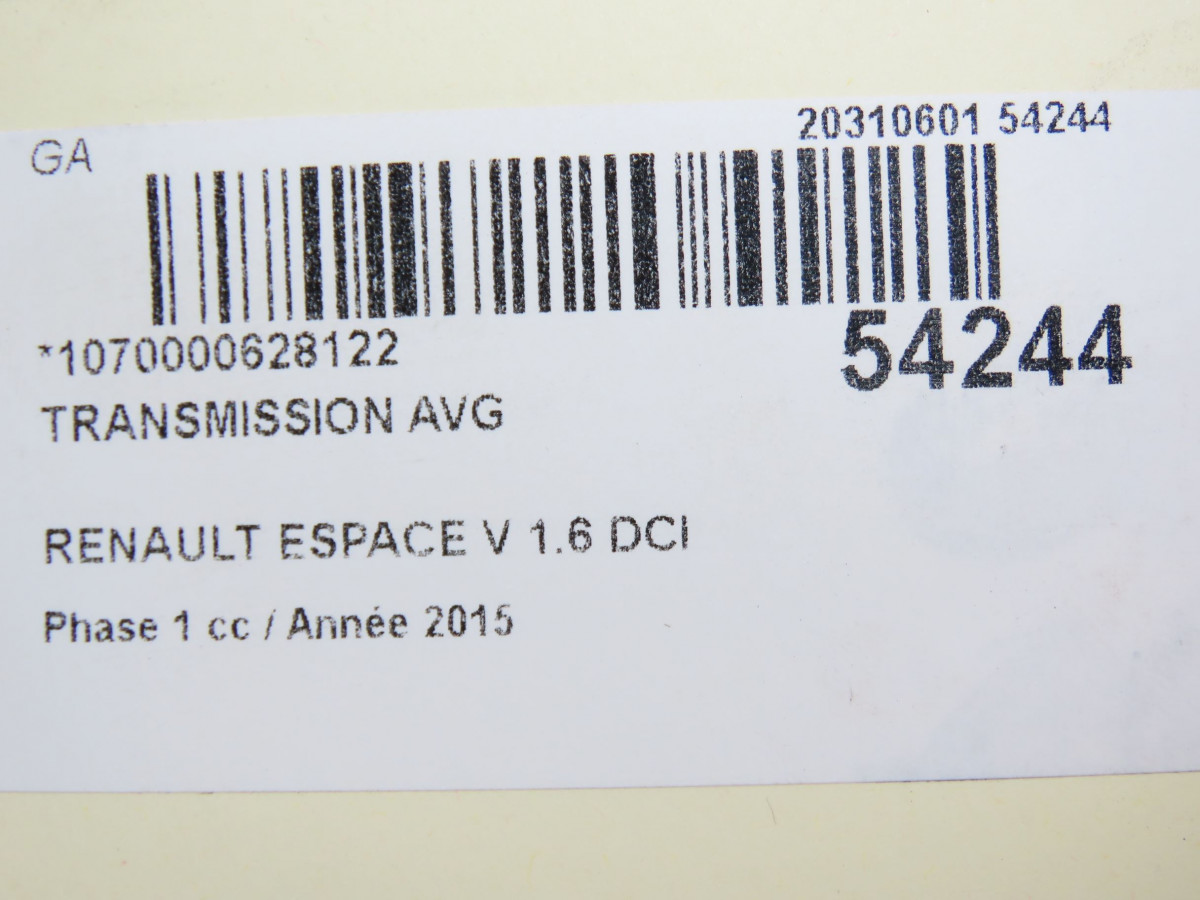 20310601 54244
GA
*1070000628122
54244
TRANSMISSION AVG
RENAULT ESPACE V 1.6 DCI
Phase 1 cc / Année 2015